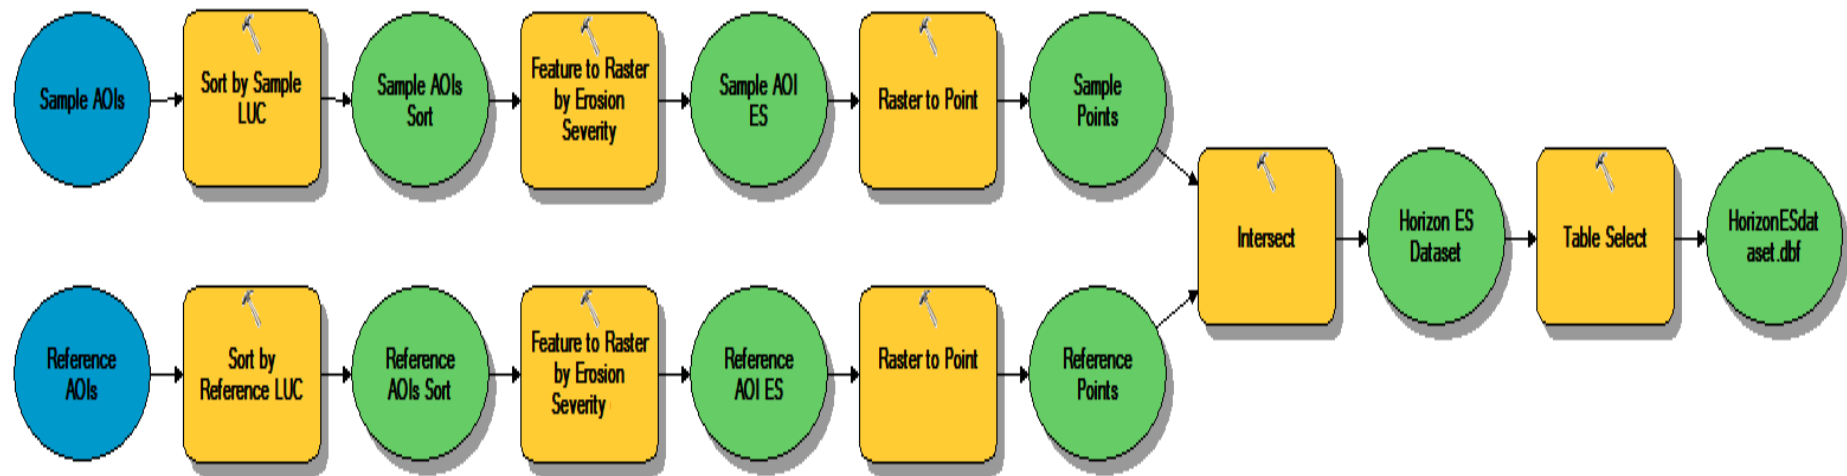 Sample AOIs
Sort by Sample
LUC
Sample AOIs
Sort
Feature to Raster
by Erosion
Severity
Sample AOI
ES
Raster to Point
Sample
Points
Reference
AOIs
Sort by
Reference LUC
Reference
AOIs Sort
Feature to Raster
by Erosion
Severity
Reference
AOI ES
Raster to Point
Reference
Points
Intersect
Horizon ES
Dataset
Table Select
HorizonESdat
aset.dbf